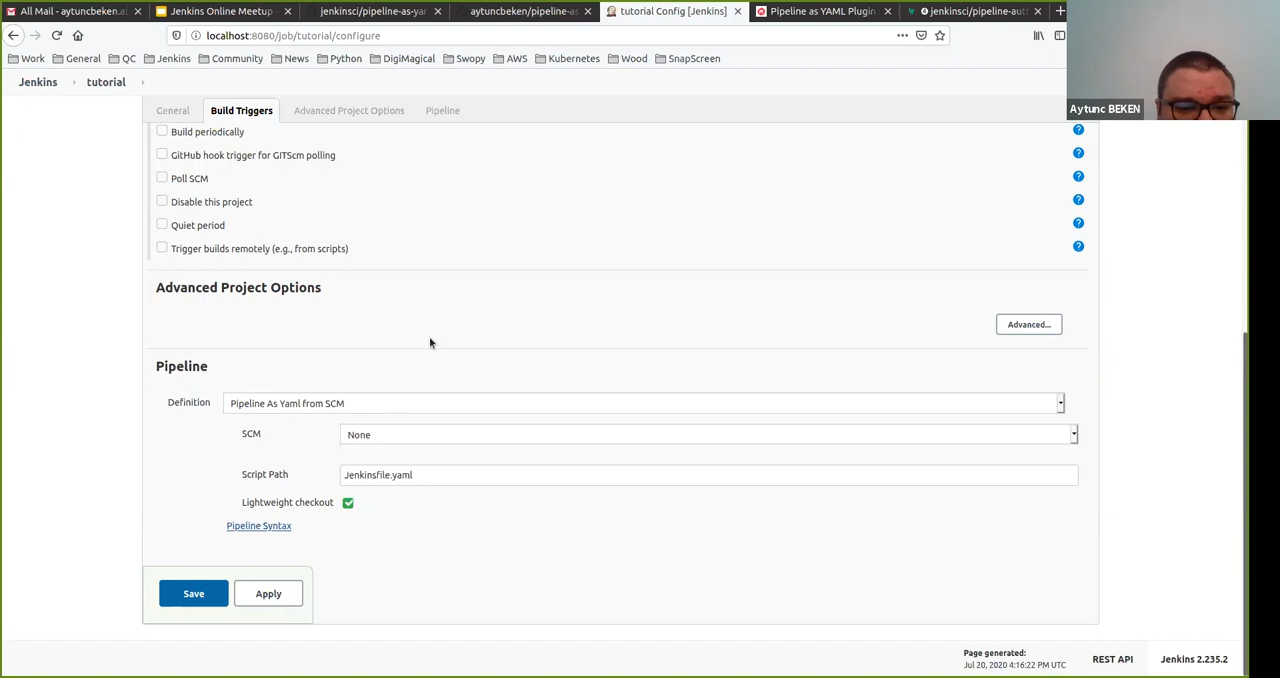 All Mail - aytuncbeken.at
Jenkins Online Meetup -
jenkinsci/pipeline-as-ya
aytuncbeken/pipeline-as
tutorial Config [Jenkins]
Pipeline as YAML Plugin
jenkinsci/pipeline-aut
localhost:8080/job/tutorial/configure
Work General QC Jenkins Community News Python DigiMagical Swopy AWS Kubernetes Wood SnapScreen
Jenkins tutorial
Aytunc BEKEN
General Build Triggers Advanced Project Options Pipeline
Build periodically
GitHub hook trigger for GITScm polling
Poll SCM
Disable this project
Quiet period
Trigger builds remotely (e.g., from scripts)
Advanced Project Options
Advanced...
Pipeline
Definition Pipeline As Yaml from SCM
SCM None
Script Path Jenkinsfile.yaml
Lightweight checkout
Pipeline Syntax
Save Apply
Page generated:
Jul 20, 2020 4:16:22 PM UTC
REST API Jenkins 2.235.2